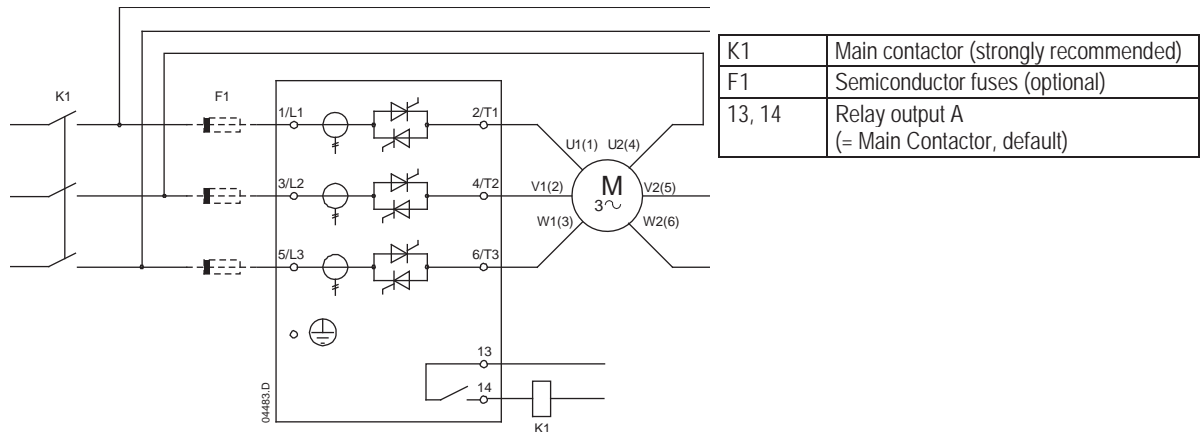 K1
F1
1/L1
2/T1
3/L2
4/T2
5/L3
6/T3
U1(1)
U2(4)
V1(2)
V2(5)
W1(3)
W2(6)
M
3~
13
14
K1
04483.D
K1 Main contactor (strongly recommended)
F1 Semiconductor fuses (optional)
13, 14 Relay output A
(= Main Contactor, default)